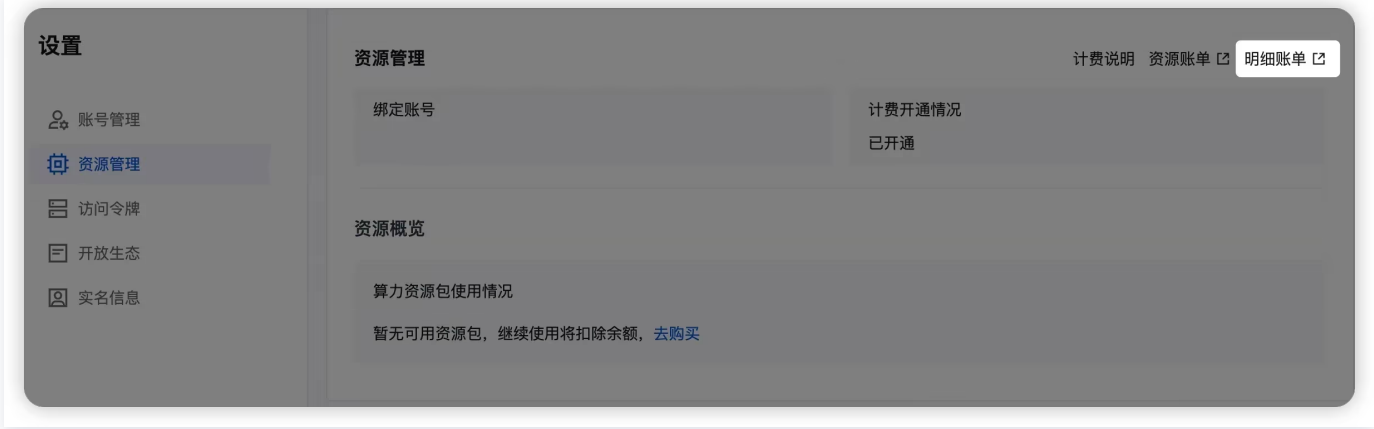 设置
账号管理
资源管理
访问令牌
开放生态
实名信息
资源管理
计费说明 资源账单 明细账单
绑定账号
计费开通情况
已开通
资源概览
算力资源包使用情况
暂无可用资源包，继续使用将扣除余额，去购买